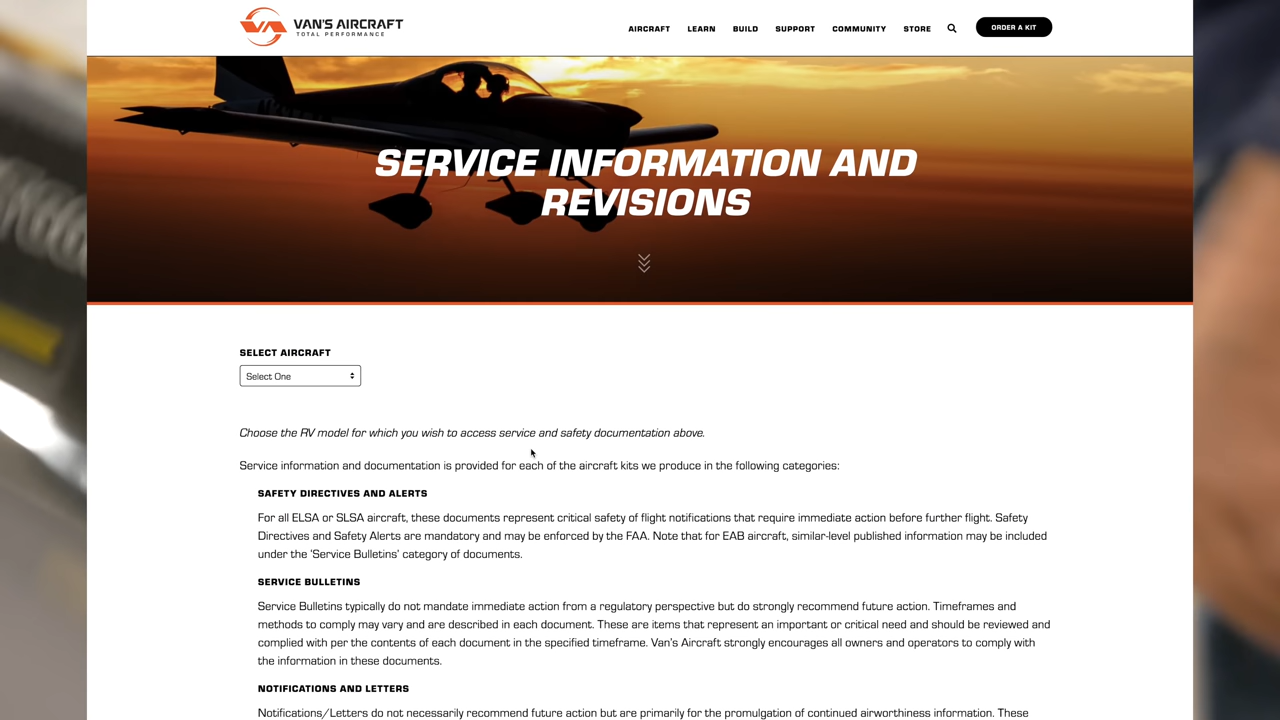 VAN'S AIRCRAFT
TOTAL PERFORMANCE
AIRCRAFT LEARN BUILD SUPPORT COMMUNITY STORE ORDER A KIT
SERVICE INFORMATION AND
REVISIONS
SELECT AIRCRAFT
Select One
Choose the RV model for which you wish to access service and safety documentation above.
Service information and documentation is provided for each of the aircraft kits we produce in the following categories:
SAFETY DIRECTIVES AND ALERTS
For all ELSA or SLSA aircraft, these documents represent critical safety of flight notifications that require immediate action before further flight. Safety
Directives and Safety Alerts are mandatory and may be enforced by the FAA. Note that for EAB aircraft, similar-level published information may be included
under the 'Service Bulletins' category of documents.
SERVICE BULLETINS
Service Bulletins typically do not mandate immediate action from a regulatory perspective but do strongly recommend future action. Timeframes and
methods to comply may vary and are described in each document. These are items that represent an important or critical need and should be reviewed and
complied with per the contents of each document in the specified timeframe. Van's Aircraft strongly encourages all owners and operators to comply with
the information in these documents.
NOTIFICATIONS AND LETTERS
Notifications/Letters do not necessarily recommend future action but are primarily for the promulgation of continued airworthiness information. These